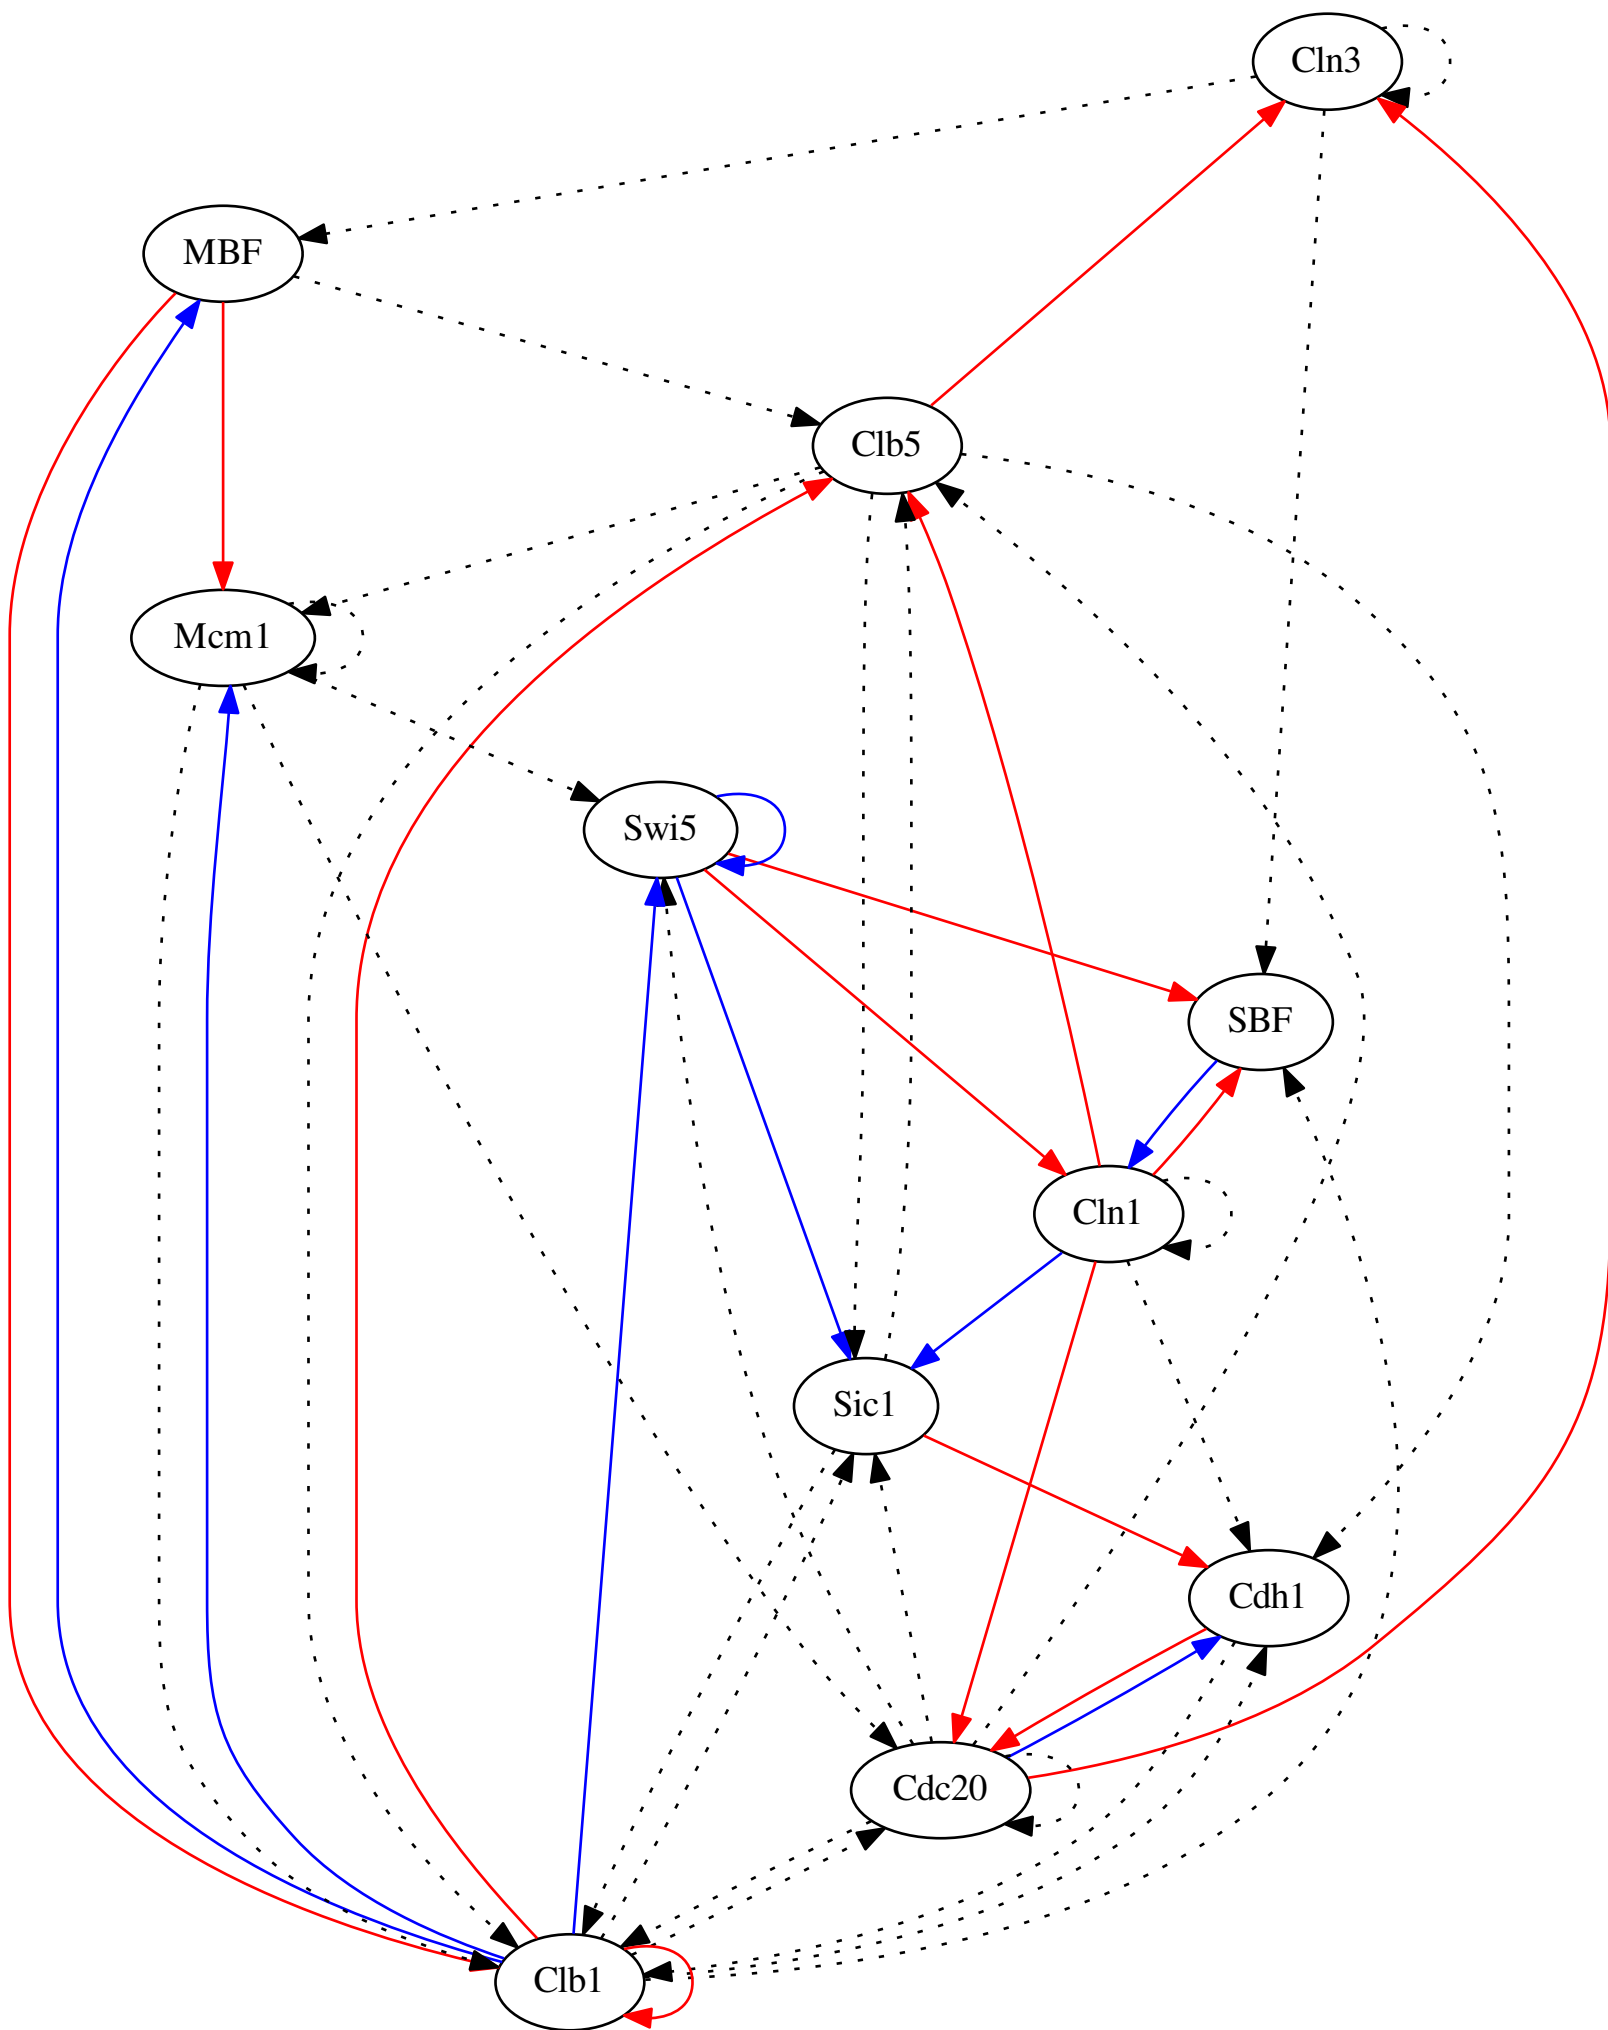 Cln3
MBF
Clb5
Mcm1
Swi5
SBF
Cln1
Sic1
Cdh1
Cdc20
Clb1